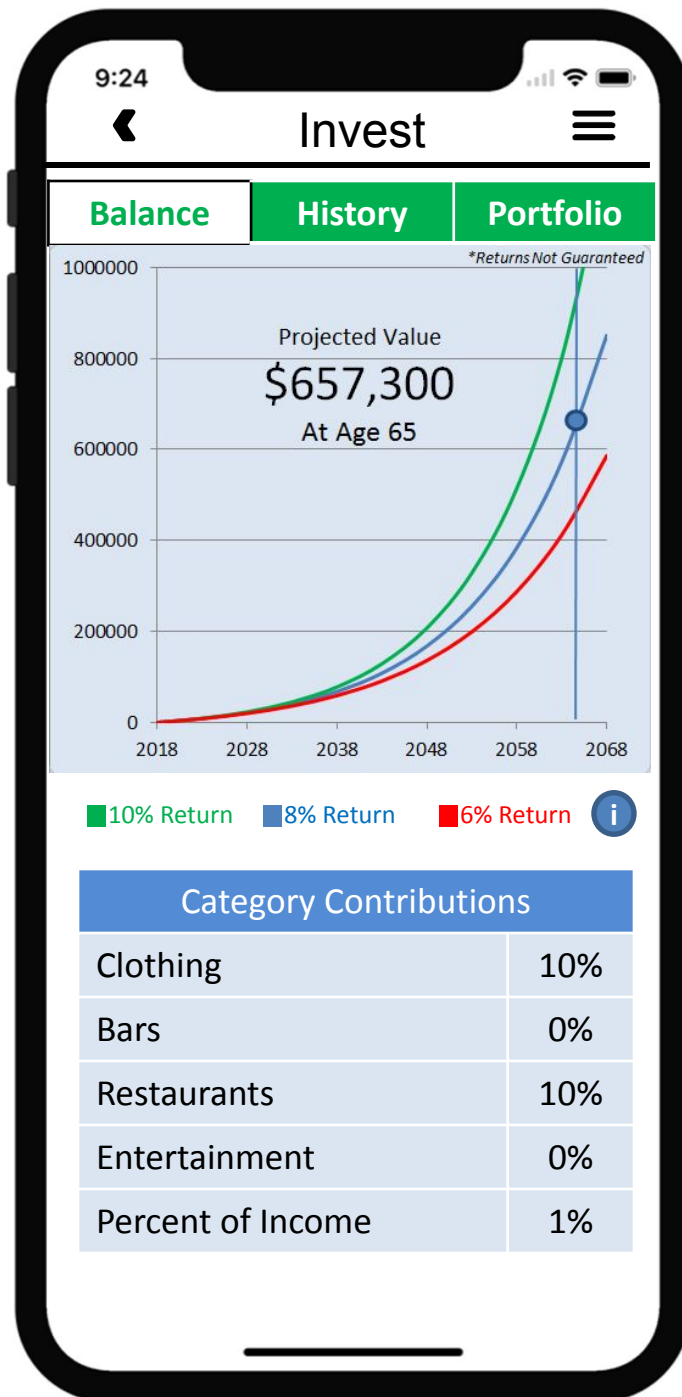 9:24
Invest
Balance History Portfolio
*Returns Not Guaranteed
1000000
Projected Value
800000
$657,300
At Age 65
600000
400000
200000
0
2018 2028 2038 2048 2058 2068
10% Return 8% Return 6% Return i
Category Contributions
Clothing 10%
Bars 0%
Restaurants 10%
Entertainment 0%
Percent of Income 1%